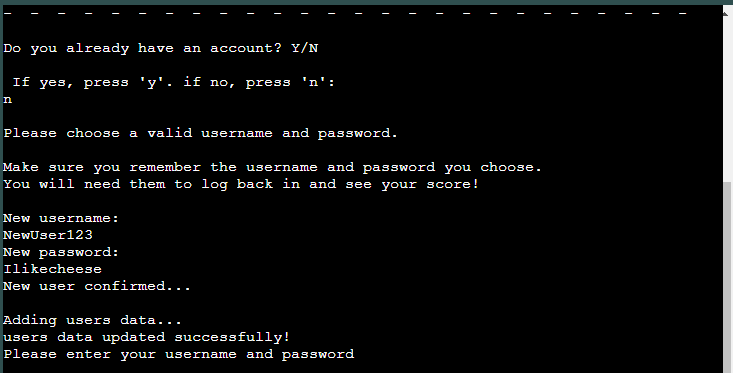 - - - - - - - - - - - - - - - - - - - - - - - - - -
Do you already have an account? Y/N
If yes, press 'y'. if no, press 'n':
n
Please choose a valid username and password.
Make sure you remember the username and password you choose.
You will need them to log back in and see your score!
New username:
NewUser123
New password:
Ilikecheese
New user confirmed...
Adding users data...
users data updated successfully!
Please enter your username and password